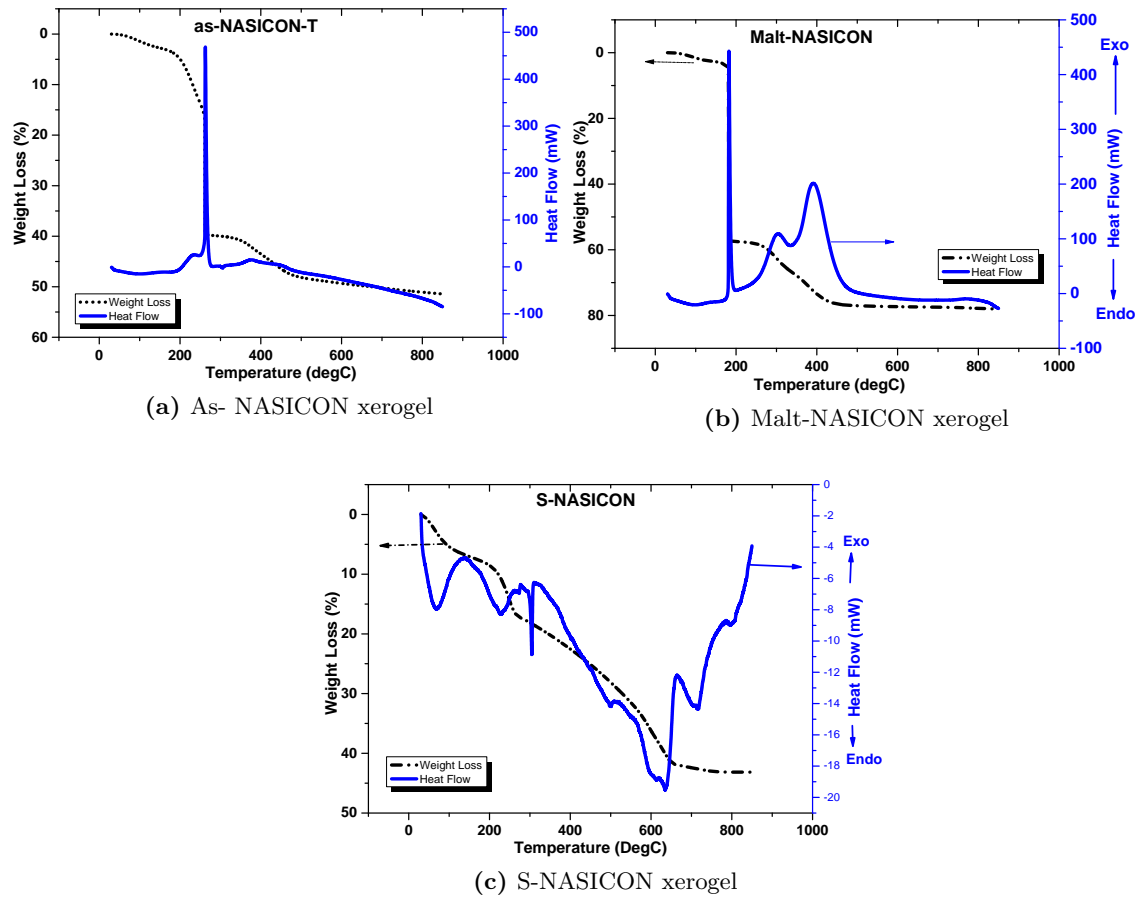 as-NASICON-T
Weight Loss (%)
0
10
20
30
40
50
60
500
400
300
200
100
0
-100
Heat Flow (mW)
Weight Loss
Heat Flow
0
200
400
600
800
1000
Temperature (degC)
(a) As- NASICON xerogel
Malt-NASICON
Weight Loss (%)
0
20
40
60
80
500
400
300
200
100
0
-100
Exo
Heat Flow (mW)
Endo
Weight Loss
Heat Flow
0
200
400
600
800
1000
Temperature (degC)
(b) Malt-NASICON xerogel
S-NASICON
Weight Loss (%)
0
10
20
30
40
50
0
-2
-4
-6
-8
-10
-12
-14
-16
-18
-20
Exo
Heat Flow (mW)
Endo
Weight Loss
Heat Flow
0
200
400
600
800
1000
Temperature (DegC)
(c) S-NASICON xerogel